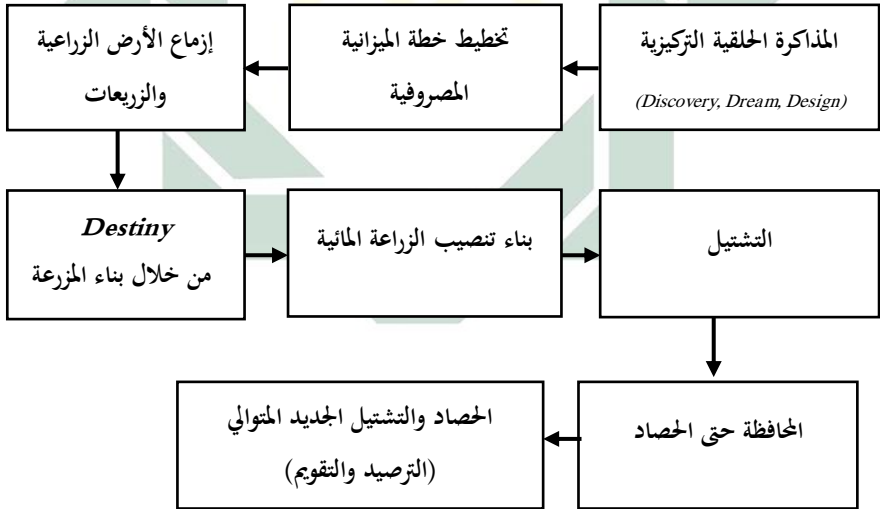 المذاكرة الحلقية التركيزية
(Discovery, Dream, Design)
تخطيط خطة الميزانية
المصروفية
إزماع الأرض الزراعية
والزريعات
Destiny
من خلال بناء المزرعة
بناء تنصيب الزراعة المائية
التشتيل
المحافظة حتى الحصاد
الحصاد والتشتيل الجديد المتوالي
(الترصيد والتقويم)